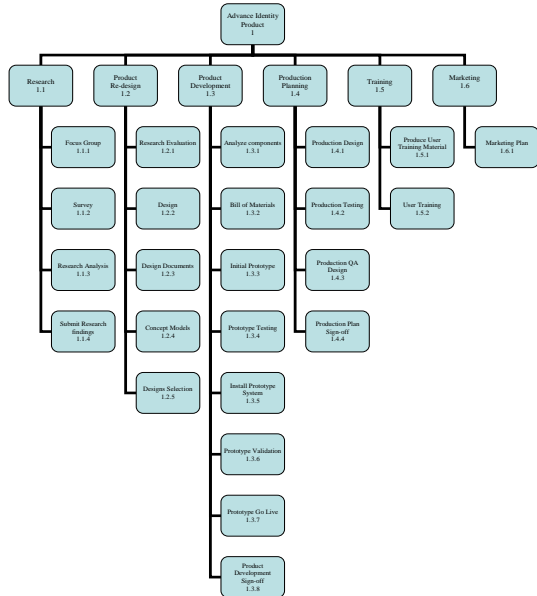 Advance Identity
Product
1
Research
1.1
Product
Re-design
1.2
Product
Development
1.3
Production
Planning
1.4
Training
1.5
Marketing
1.6
Focus Group
1.1.1
Research Evaluation
1.2.1
Analyze components
1.3.1
Production Design
1.4.1
Produce User
Training Material
1.5.1
Marketing Plan
1.6.1
Survey
1.1.2
Design
1.2.2
Bill of Materials
1.3.2
Production Testing
1.4.2
User Training
1.5.2
Research Analysis
1.1.3
Design Documents
1.2.3
Initial Prototype
1.3.3
Production QA
Design
1.4.3
Submit Research
findings
1.1.4
Concept Models
1.2.4
Prototype Testing
1.3.4
Production Plan
Sign-off
1.4.4
Designs Selection
1.2.5
Install Prototype
System
1.3.5
Prototype Validation
1.3.6
Prototype Go Live
1.3.7
Product
Development
Sign-off
1.3.8